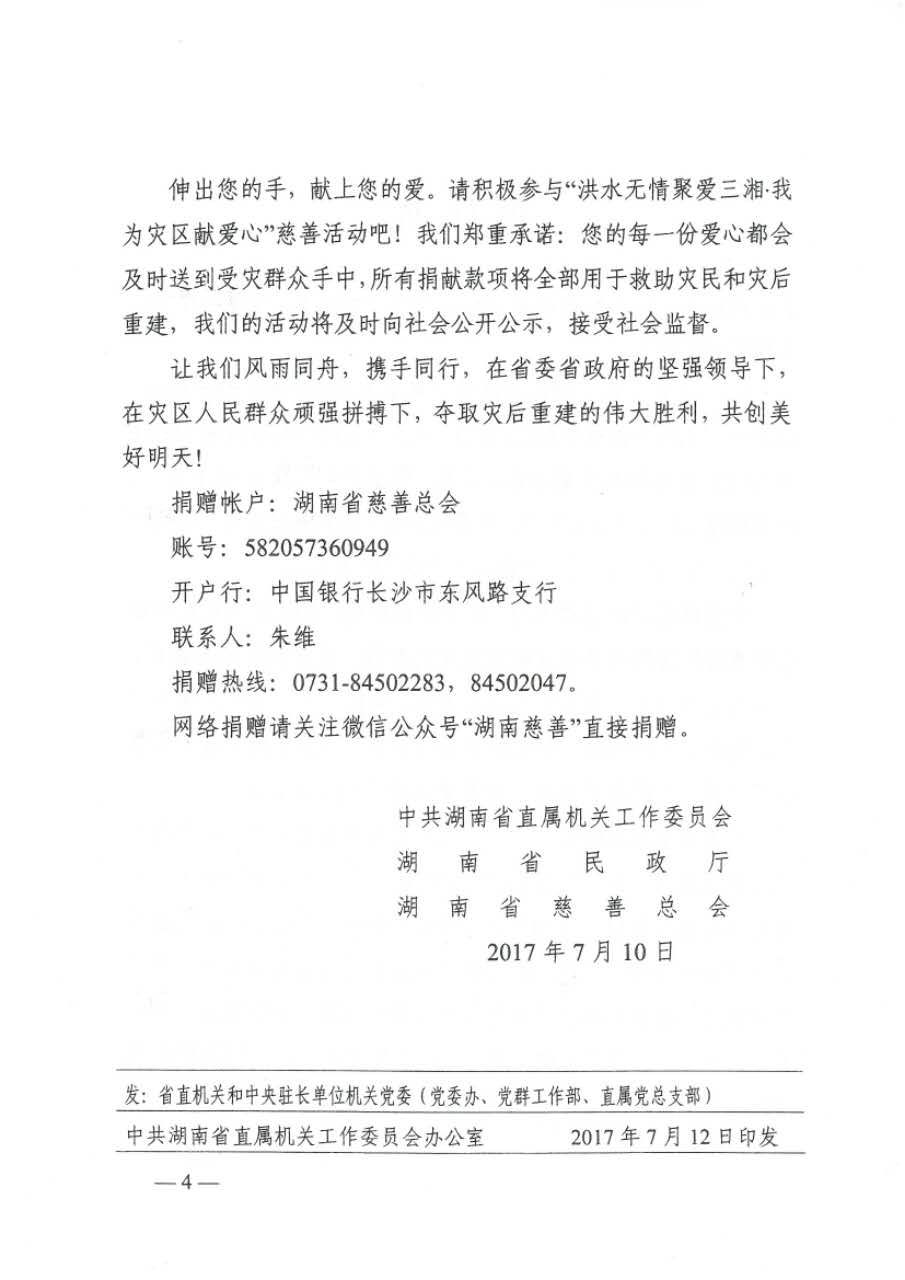 伸出您的手，献上您的爱。请积极参与“洪水无情聚爱三湘·我
为灾区献爱心”慈善活动吧！我们郑重承诺：您的每一份爱心都会
及时送到受灾群众手中，所有捐献款项将全部用于救助灾民和灾后
重建，我们的活动将及时向社会公开公示，接受社会监督。
让我们风雨同舟，携手同行，在省委省政府的坚强领导下，
在灾区人民群众顽强拼搏下，夺取灾后重建的伟大胜利，共创美
好明天！
捐赠帐户：湖南省慈善总会
账号：582057360949
开户行：中国银行长沙市东风路支行
联系人：朱维
捐赠热线：0731-84502283，84502047。
网络捐赠请关注微信公众号“湖南慈善”直接捐赠。
中共湖南省直属机关工作委员会
湖南省民政厅
湖南省慈善总会
2017年7月10日
发：省直机关和中央驻长单位机关党委（党委办、党群工作部、直属党总支部）
中共湖南省直属机关工作委员会办公室 2017年7月12日印发
— 4 —